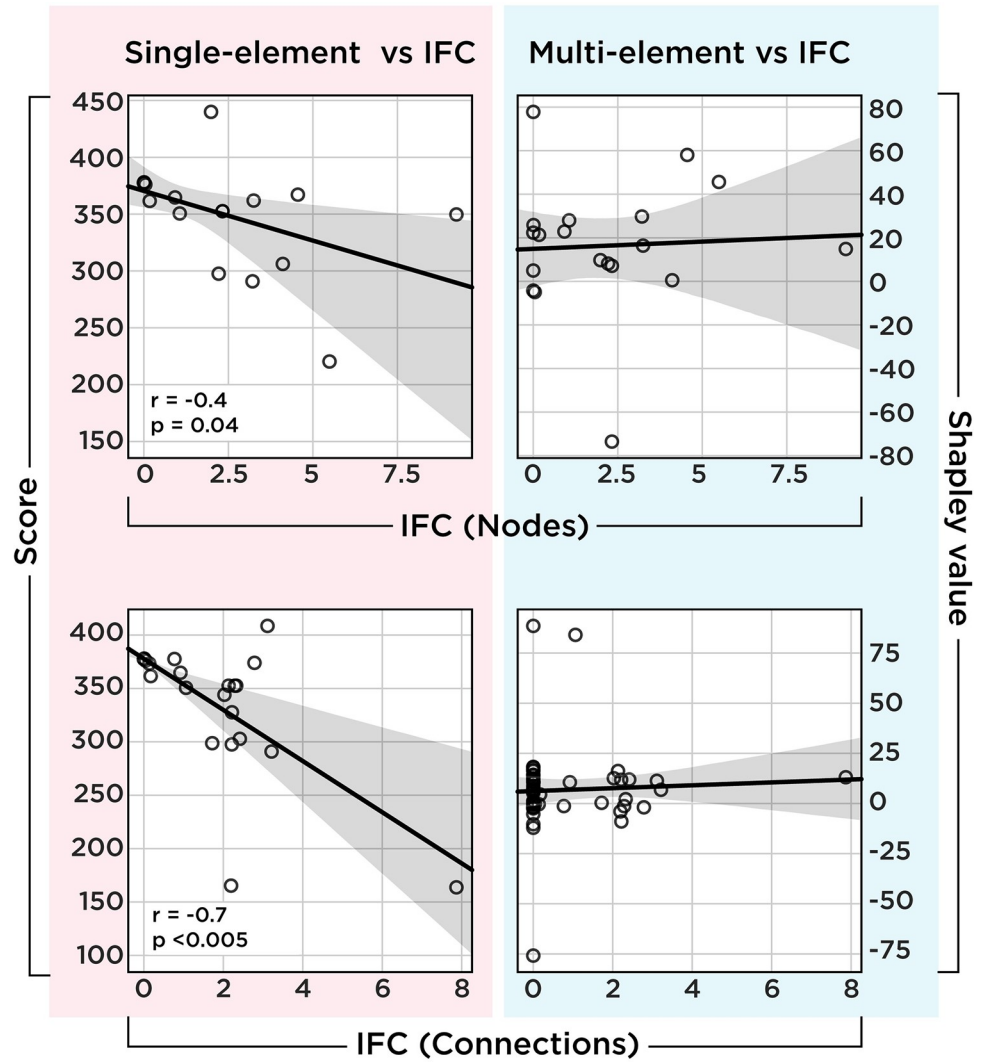 Single-element vs IFC
Multi-element vs IFC
450
400
350
300
250
200
150
r = -0.4
p = 0.04
0 2.5 5 7.5
80
60
40
20
0
-20
-40
-60
-80
0 2.5 5 7.5
IFC (Nodes)
Score
Shapley value
400
350
300
250
200
150
100
r = -0.7
p <0.005
0 2 4 6 8
75
50
25
0
-25
-50
-75
0 2 4 6 8
IFC (Connections)